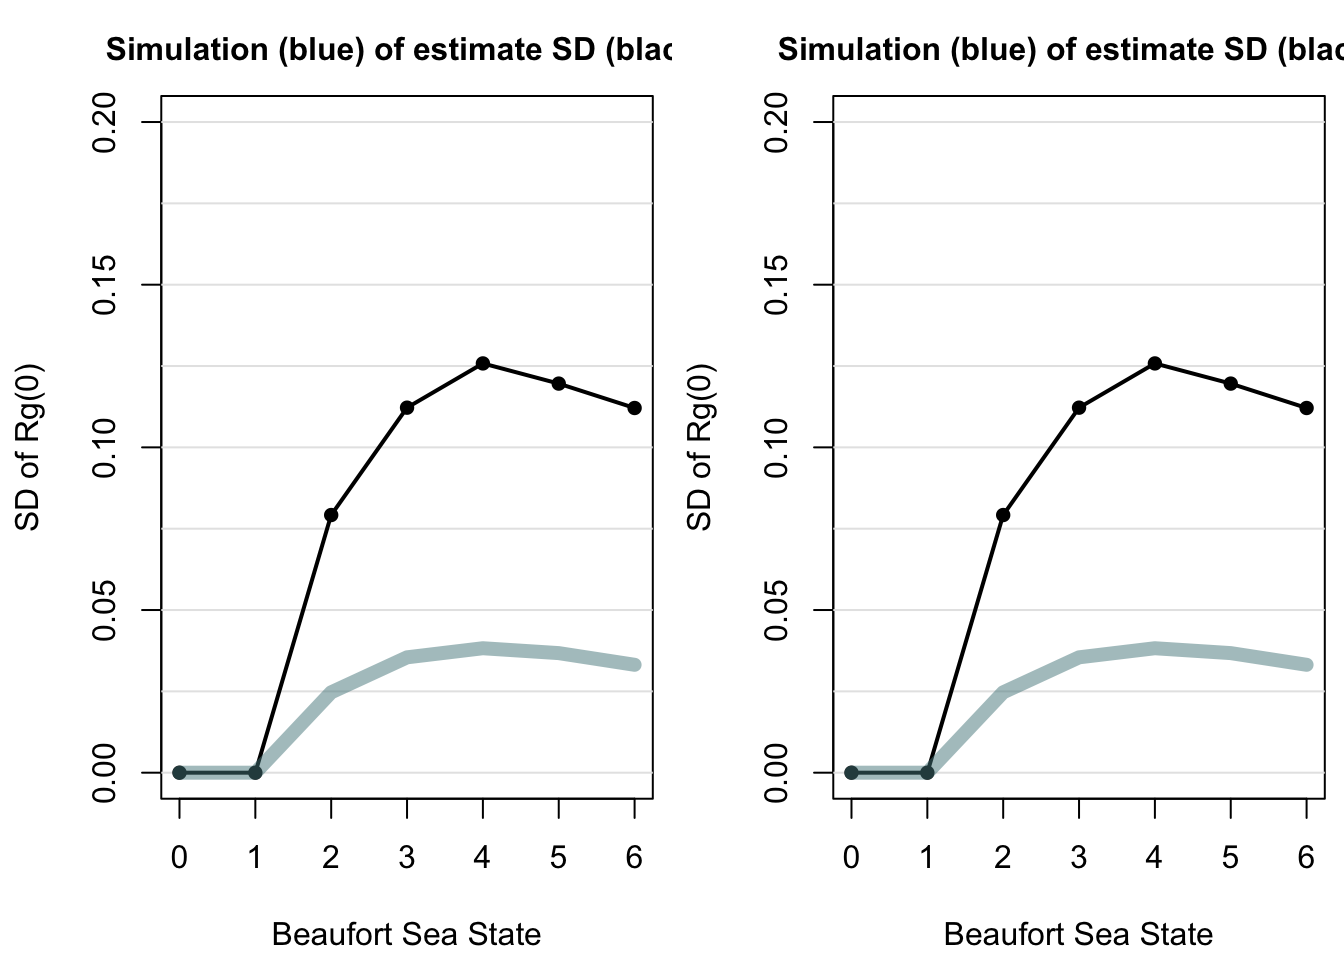 Simulation (blue) of estimate SD (blac
SD of Rg(0)
0.20
0.15
0.10
0.05
0.00
0 1 2 3 4 5 6
Beaufort Sea State
Simulation (blue) of estimate SD (blac
SD of Rg(0)
0.20
0.15
0.10
0.05
0.00
0 1 2 3 4 5 6
Beaufort Sea State